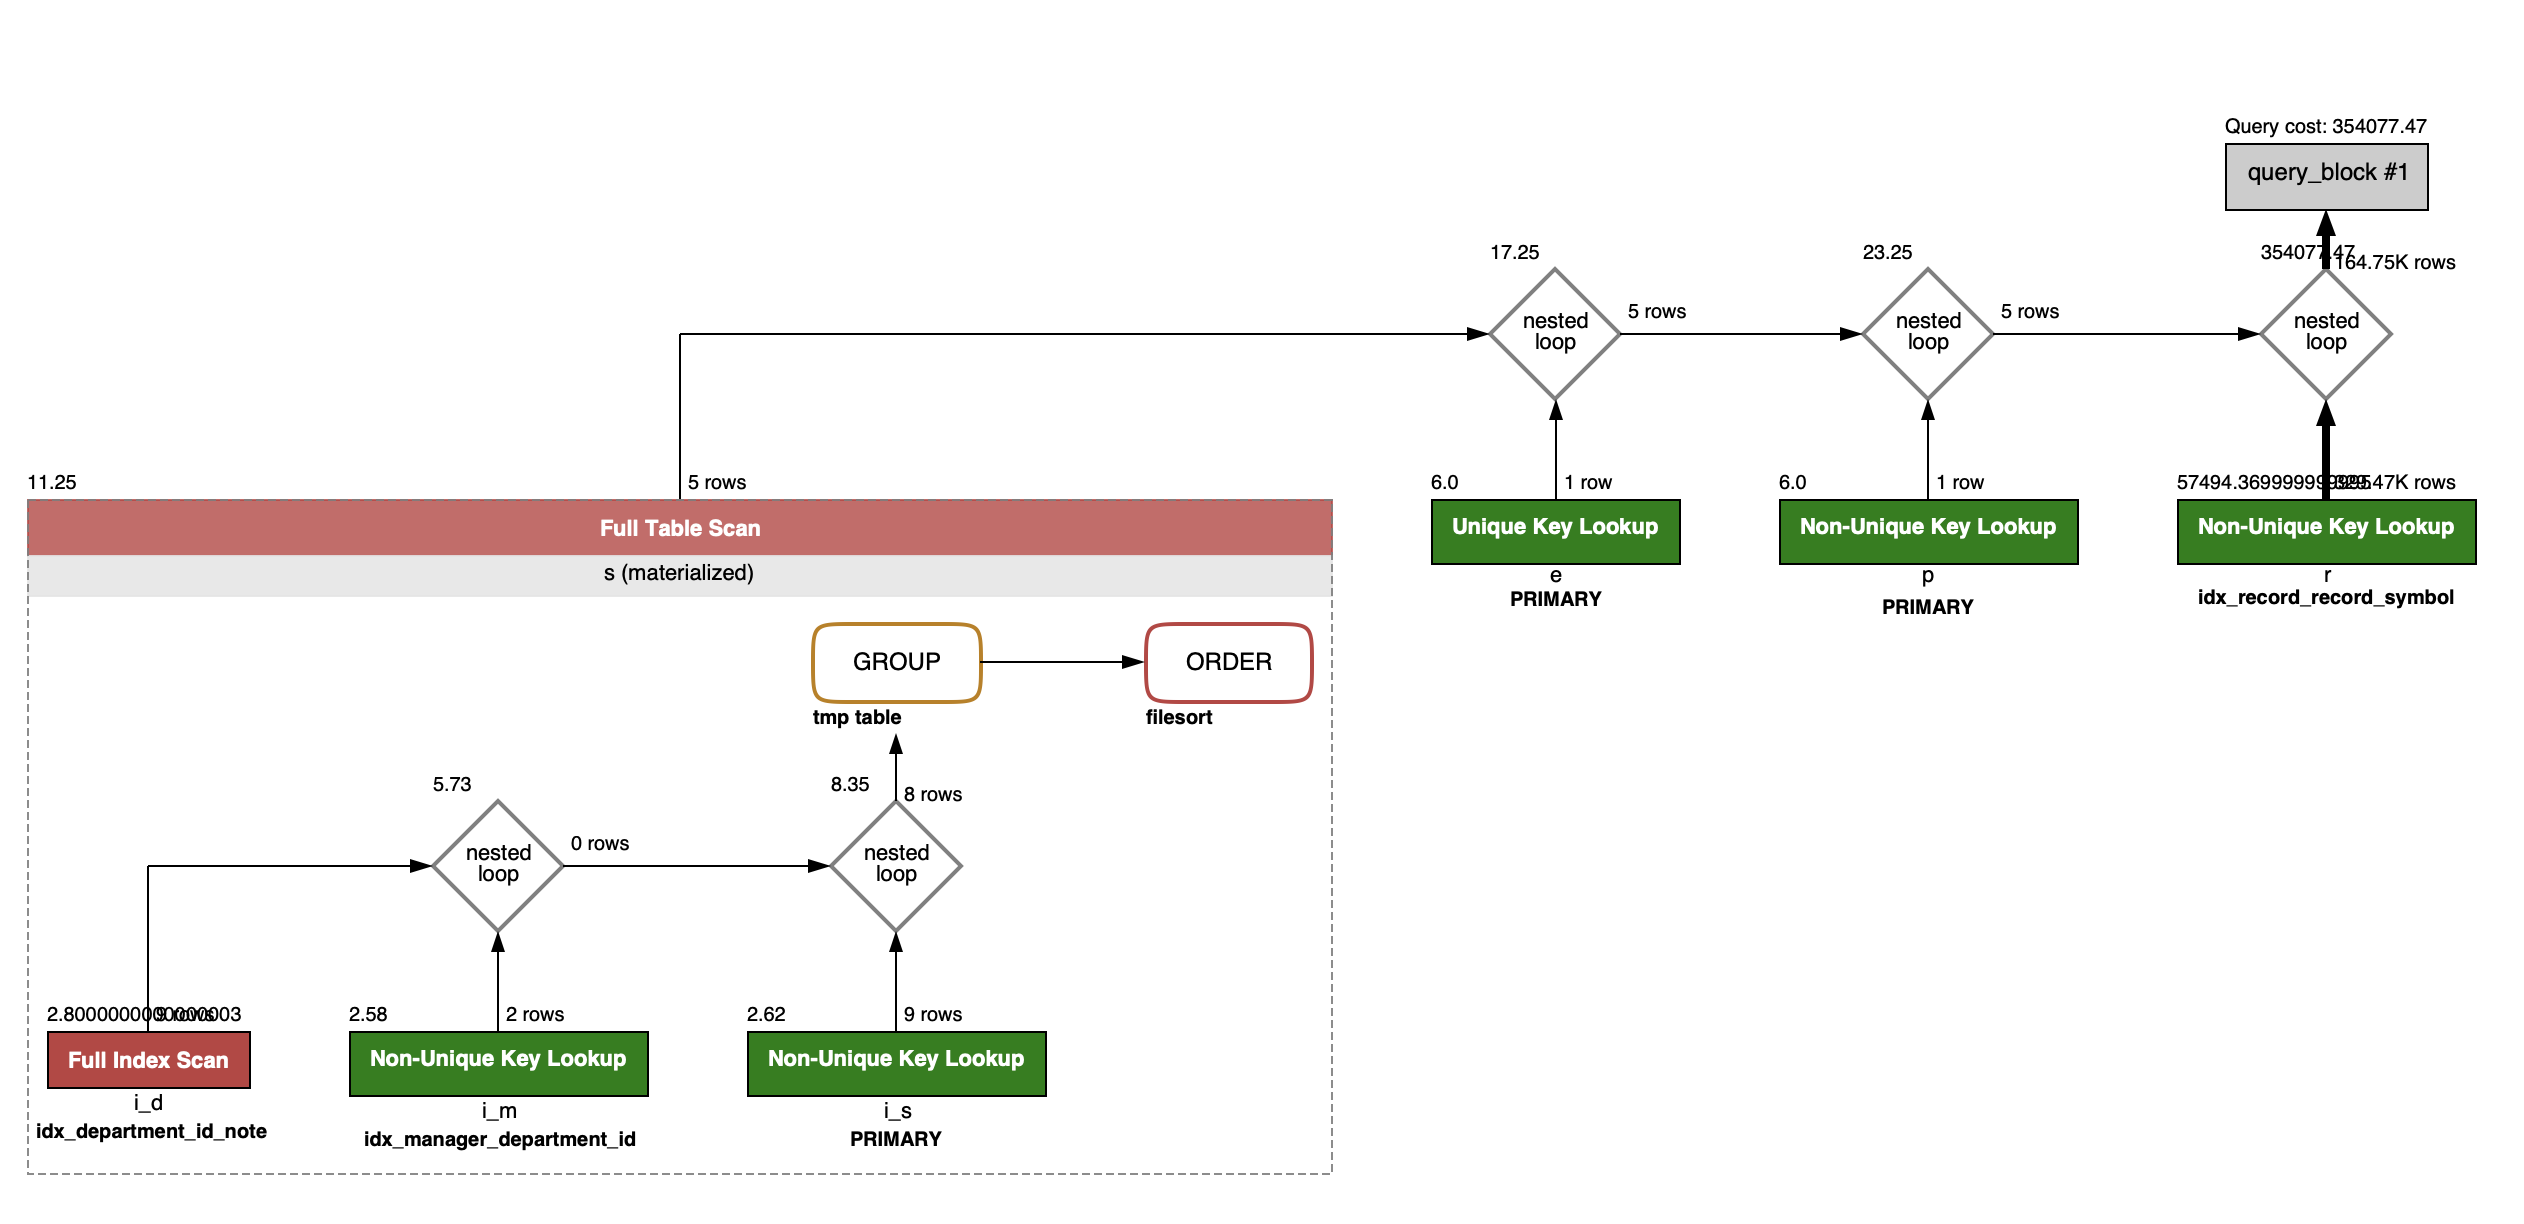 Query cost: 354077.47
query_block #1
17.25
23.25
354077.47
164.75K rows
nested
loop
5 rows
nested
loop
5 rows
nested
loop
11.25
5 rows
6.0
1 row
6.0
1 row
Full Table Scan
Unique Key Lookup
Non-Unique Key Lookup
Non-Unique Key Lookup
s (materialized)
e
p
r
PRIMARY
PRIMARY
idx_record_record_symbol
GROUP
ORDER
tmp table
filesort
5.73
8.35
8 rows
nested
loop
0 rows
nested
loop
2.8000000000000003
9 rows
2.58
2 rows
2.62
9 rows
Full Index Scan
Non-Unique Key Lookup
Non-Unique Key Lookup
i_d
i_m
i_s
idx_department_id_note
idx_manager_department_id
PRIMARY